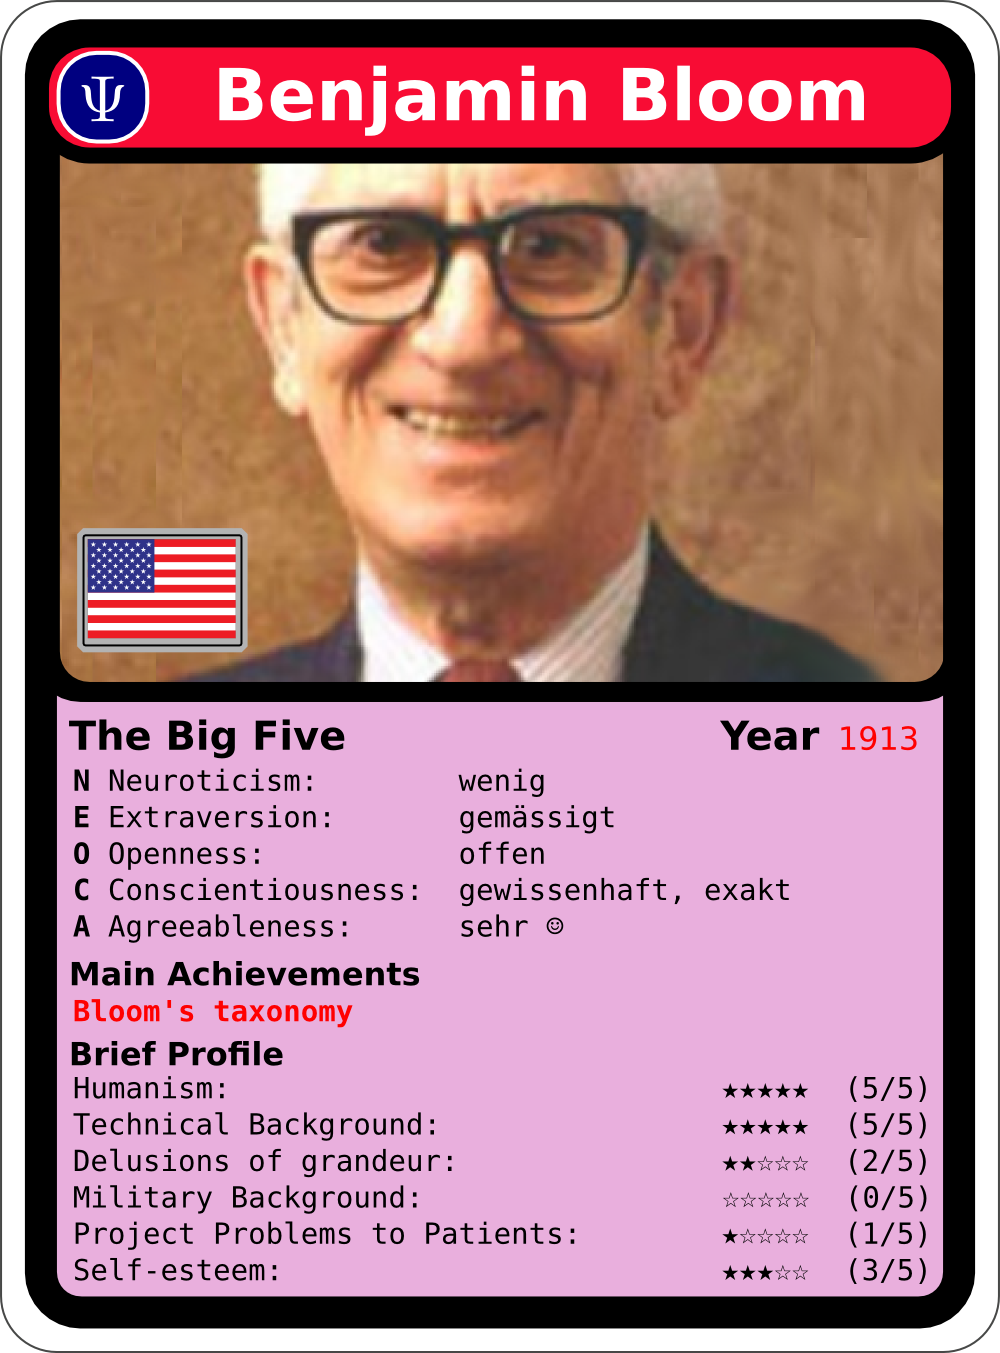 Ψ Benjamin Bloom
The Big Five Year 1913
N Neuroticism: wenig
E Extraversion: gemässigt
O Openness: offen
C Conscientiousness: gewissenhaft, exakt
A Agreeableness: sehr ☺
Main Achievements
Bloom's taxonomy
Brief Profile
Humanism: ★★★★★ (5/5)
Technical Background: ★★★★★ (5/5)
Delusions of grandeur: ★★☆☆☆ (2/5)
Military Background: ☆☆☆☆☆ (0/5)
Project Problems to Patients: ★☆☆☆☆ (1/5)
Self-esteem: ★★★☆☆ (3/5)